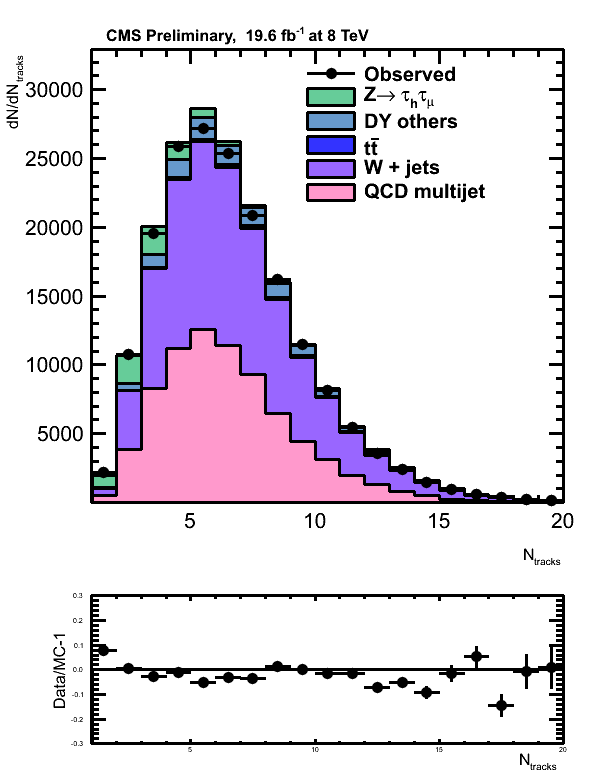 CMS Preliminary, 19.6 fb⁻¹ at 8 TeV
dN/dN_tracks
30000
25000
20000
15000
10000
5000
Observed
Z→ τ_hτ_μ
DY others
tt̄
W + jets
QCD multijet
5 10 15 20
N_tracks
Data/MC-1
0.3
0.2
0.1
0.0
-0.1
-0.2
-0.3
5 10 15 20
N_tracks